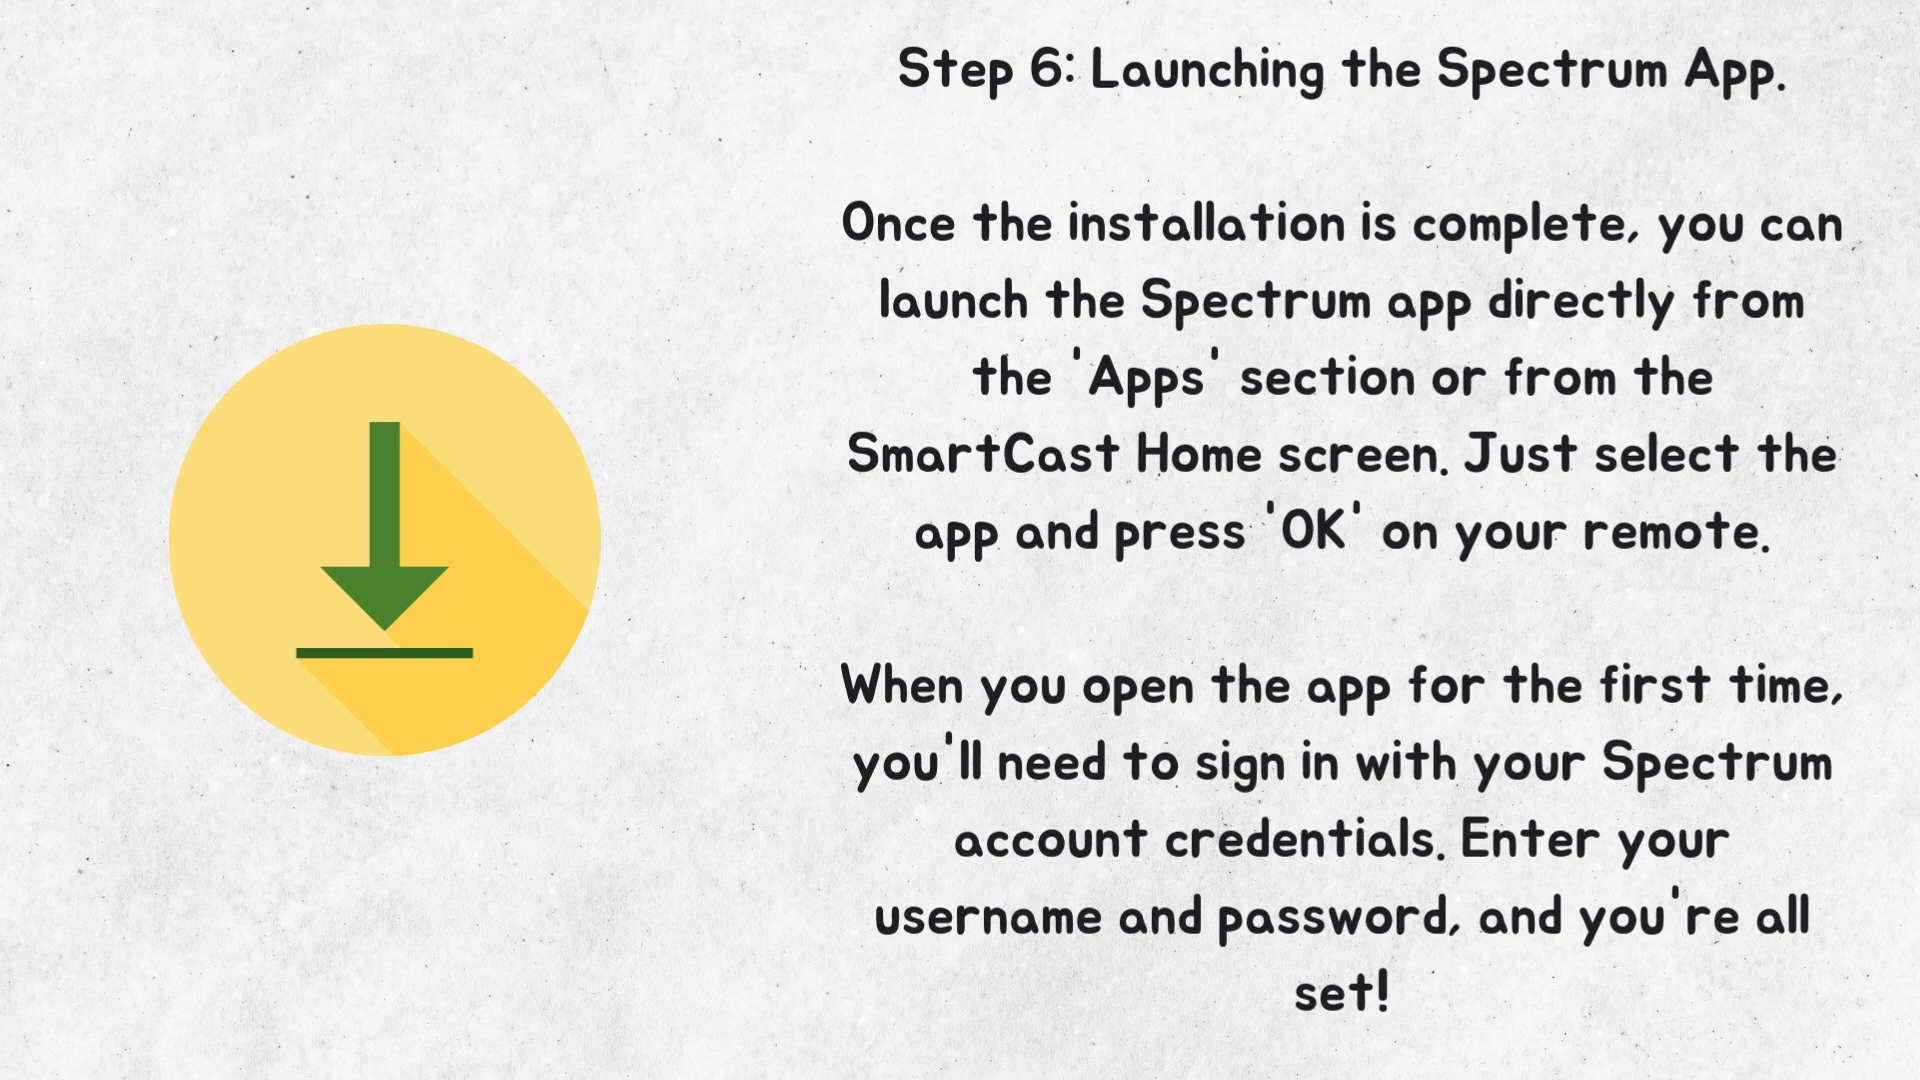 Step 6: Launching the Spectrum App.
Once the installation is complete, you can
launch the Spectrum app directly from
the 'Apps' section or from the
SmartCast Home screen. Just select the
app and press 'OK' on your remote.
When you open the app for the first time,
you'll need to sign in with your Spectrum
account credentials. Enter your
username and password, and you're all
set!